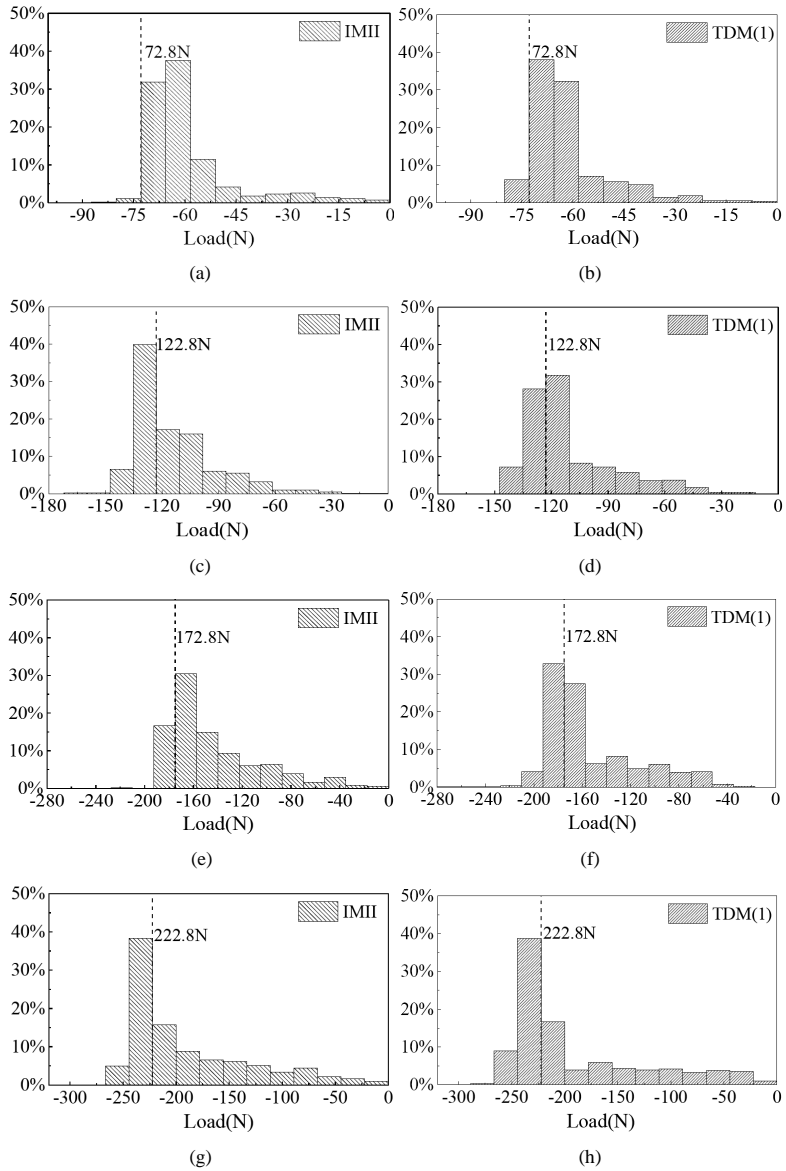 50%
40%
30%
20%
10%
0%
IMII
72.8N
-90 -75 -60 -45 -30 -15 0
Load(N)
(a)
50%
40%
30%
20%
10%
0%
TDM(1)
72.8N
-90 -75 -60 -45 -30 -15 0
Load(N)
(b)
50%
40%
30%
20%
10%
0%
IMII
122.8N
-180 -150 -120 -90 -60 -30 0
Load(N)
(c)
50%
40%
30%
20%
10%
0%
TDM(1)
122.8N
-180 -150 -120 -90 -60 -30 0
Load(N)
(d)
50%
40%
30%
20%
10%
0%
IMII
172.8N
-280 -240 -200 -160 -120 -80 -40 0
Load(N)
(e)
50%
40%
30%
20%
10%
0%
TDM(1)
172.8N
-280 -240 -200 -160 -120 -80 -40 0
Load(N)
(f)
50%
40%
30%
20%
10%
0%
IMII
222.8N
-300 -250 -200 -150 -100 -50 0
Load(N)
(g)
50%
40%
30%
20%
10%
0%
TDM(1)
222.8N
-300 -250 -200 -150 -100 -50 0
Load(N)
(h)